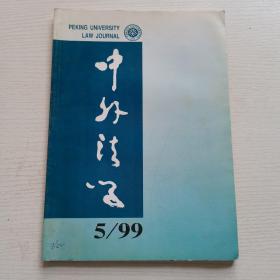 PEKING UNIVERSITY
LAW JOURNAL
中外法学
5/99